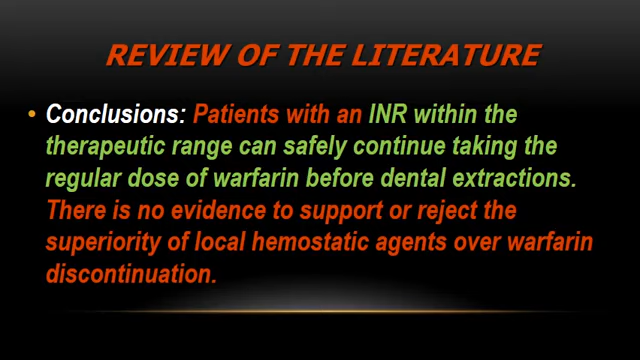 REVIEW OF THE LITERATURE
• Conclusions: Patients with an INR within the
therapeutic range can safely continue taking the
regular dose of warfarin before dental extractions.
There is no evidence to support or reject the
superiority of local hemostatic agents over warfarin
discontinuation.